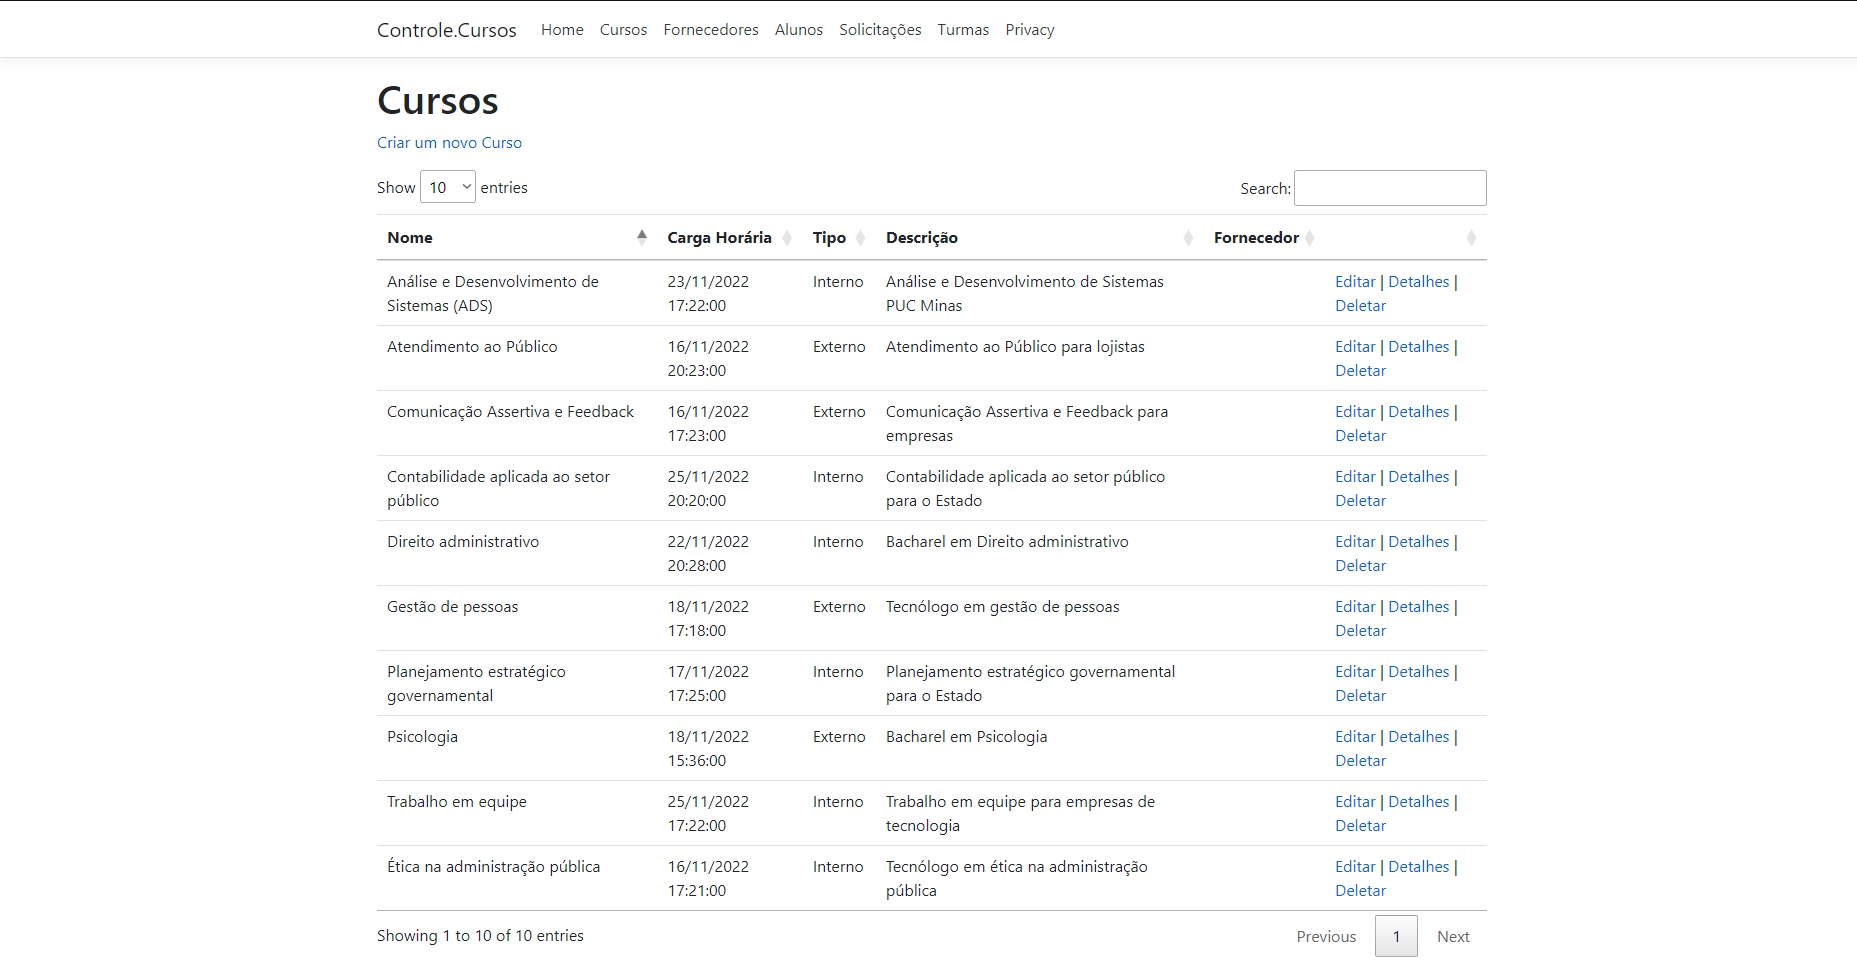 Controle.Cursos Home Cursos Fornecedores Alunos Solicitações Turmas Privacy
Cursos
Criar um novo Curso
Show 10 entries Search:
Nome Carga Horária Tipo Descrição Fornecedor
Análise e Desenvolvimento de 23/11/2022 Interno Análise e Desenvolvimento de Sistemas Editar | Detalhes |
Sistemas (ADS) 17:22:00 PUC Minas Deletar
Atendimento ao Público 16/11/2022 Externo Atendimento ao Público para lojistas Editar | Detalhes |
20:23:00 Deletar
Comunicação Assertiva e Feedback 16/11/2022 Externo Comunicação Assertiva e Feedback para Editar | Detalhes |
17:23:00 empresas Deletar
Contabilidade aplicada ao setor 25/11/2022 Interno Contabilidade aplicada ao setor público Editar | Detalhes |
público 20:20:00 para o Estado Deletar
Direito administrativo 22/11/2022 Interno Bacharel em Direito administrativo Editar | Detalhes |
20:28:00 Deletar
Gestão de pessoas 18/11/2022 Externo Tecnólogo em gestão de pessoas Editar | Detalhes |
17:18:00 Deletar
Planejamento estratégico 17/11/2022 Interno Planejamento estratégico governamental Editar | Detalhes |
governamental 17:25:00 para o Estado Deletar
Psicologia 18/11/2022 Externo Bacharel em Psicologia Editar | Detalhes |
15:36:00 Deletar
Trabalho em equipe 25/11/2022 Interno Trabalho em equipe para empresas de Editar | Detalhes |
17:22:00 tecnologia Deletar
Ética na administração pública 16/11/2022 Interno Tecnólogo em ética na administração Editar | Detalhes |
17:21:00 pública Deletar
Showing 1 to 10 of 10 entries Previous 1 Next